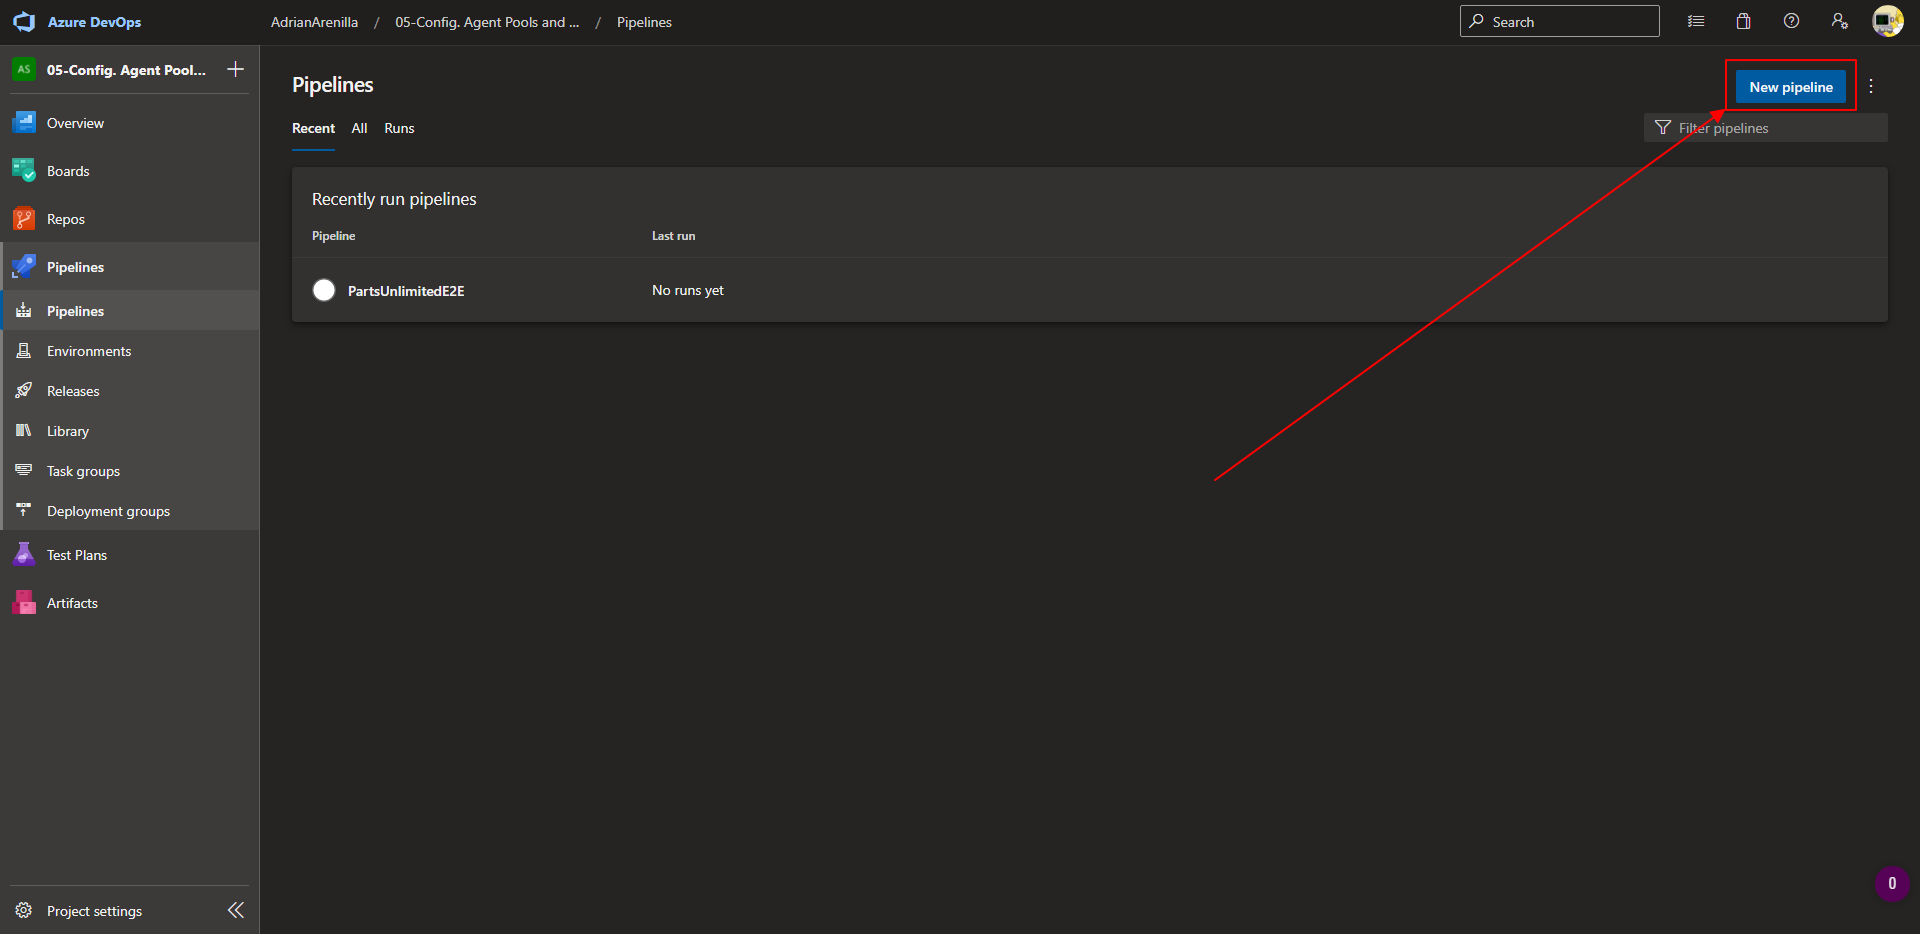 Azure DevOps
AdrianArenilla / 05-Config. Agent Pools and ... / Pipelines
Search
AS
05-Config. Agent Pool...
Overview
Boards
Repos
Pipelines
Pipelines
Environments
Releases
Library
Task groups
Deployment groups
Test Plans
Artifacts
Project settings
Pipelines
New pipeline
Recent All Runs
Filter pipelines
Recently run pipelines
Pipeline Last run
PartsUnlimitedE2E No runs yet
0